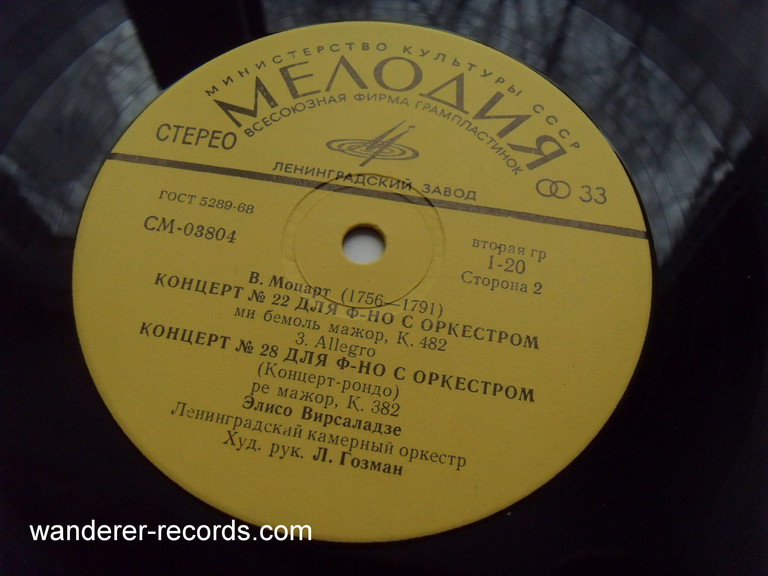 МИНИСТЕРСТВО КУЛЬТУРЫ СССР
МЕЛОДИЯ
ВСЕСОЮЗНАЯ ФИРМА ГРАМПЛАСТИНОК
СТЕРЕО
ЛЕНИНГРАДСКИЙ ЗАВОД
33
ГОСТ 5289-68
СМ-03804
вторая гр
1-20
Сторона 2
В. Моцарт (1756—1791)
КОНЦЕРТ № 22 ДЛЯ Ф-НО С ОРКЕСТРОМ
ми бемоль мажор, К. 482
3. Allegro
КОНЦЕРТ № 28 ДЛЯ Ф-НО С ОРКЕСТРОМ
(Концерт-рондо)
ре мажор, К. 382
Элисо Вирсаладзе
Ленинградский камерный оркестр
Худ. рук. Л. Гозман
wanderer-records.com